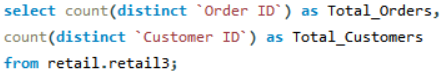 select count(distinct `Order ID`) as Total_Orders,
count(distinct `Customer ID`) as Total_Customers
from retail.retail3;